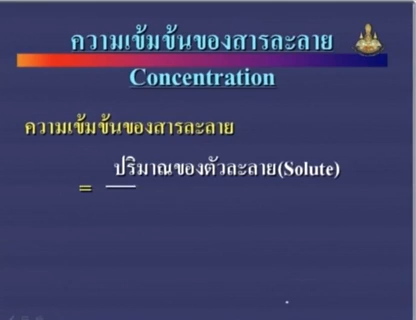 ความเข้มข้นของสารละลาย
Concentration
ความเข้มข้นของสารละลาย
ปริมาณของตัวละลาย(Solute)
=